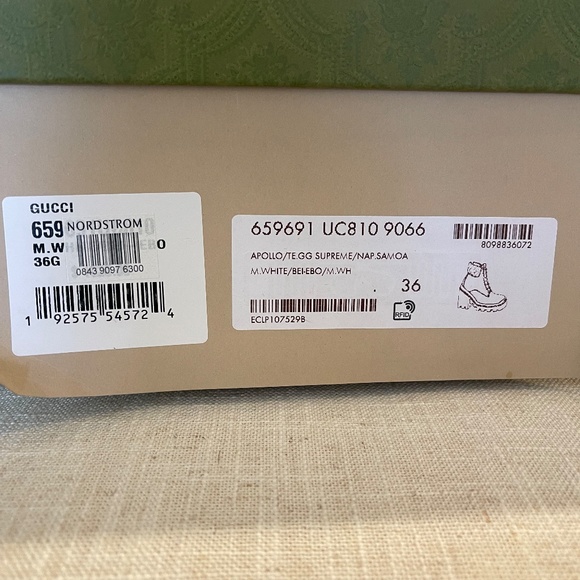 GUCCI
659 NORDSTROM
M.W EBO
36G
0843 9097 6300
1 92575 54572 4
659691 UC810 9066
8098836072
APOLLO/TE.GG SUPREME/NAP.SAMOA
M.WHITE/BEI-EBO/M.WH
. 36
ECLP107529B
RFID